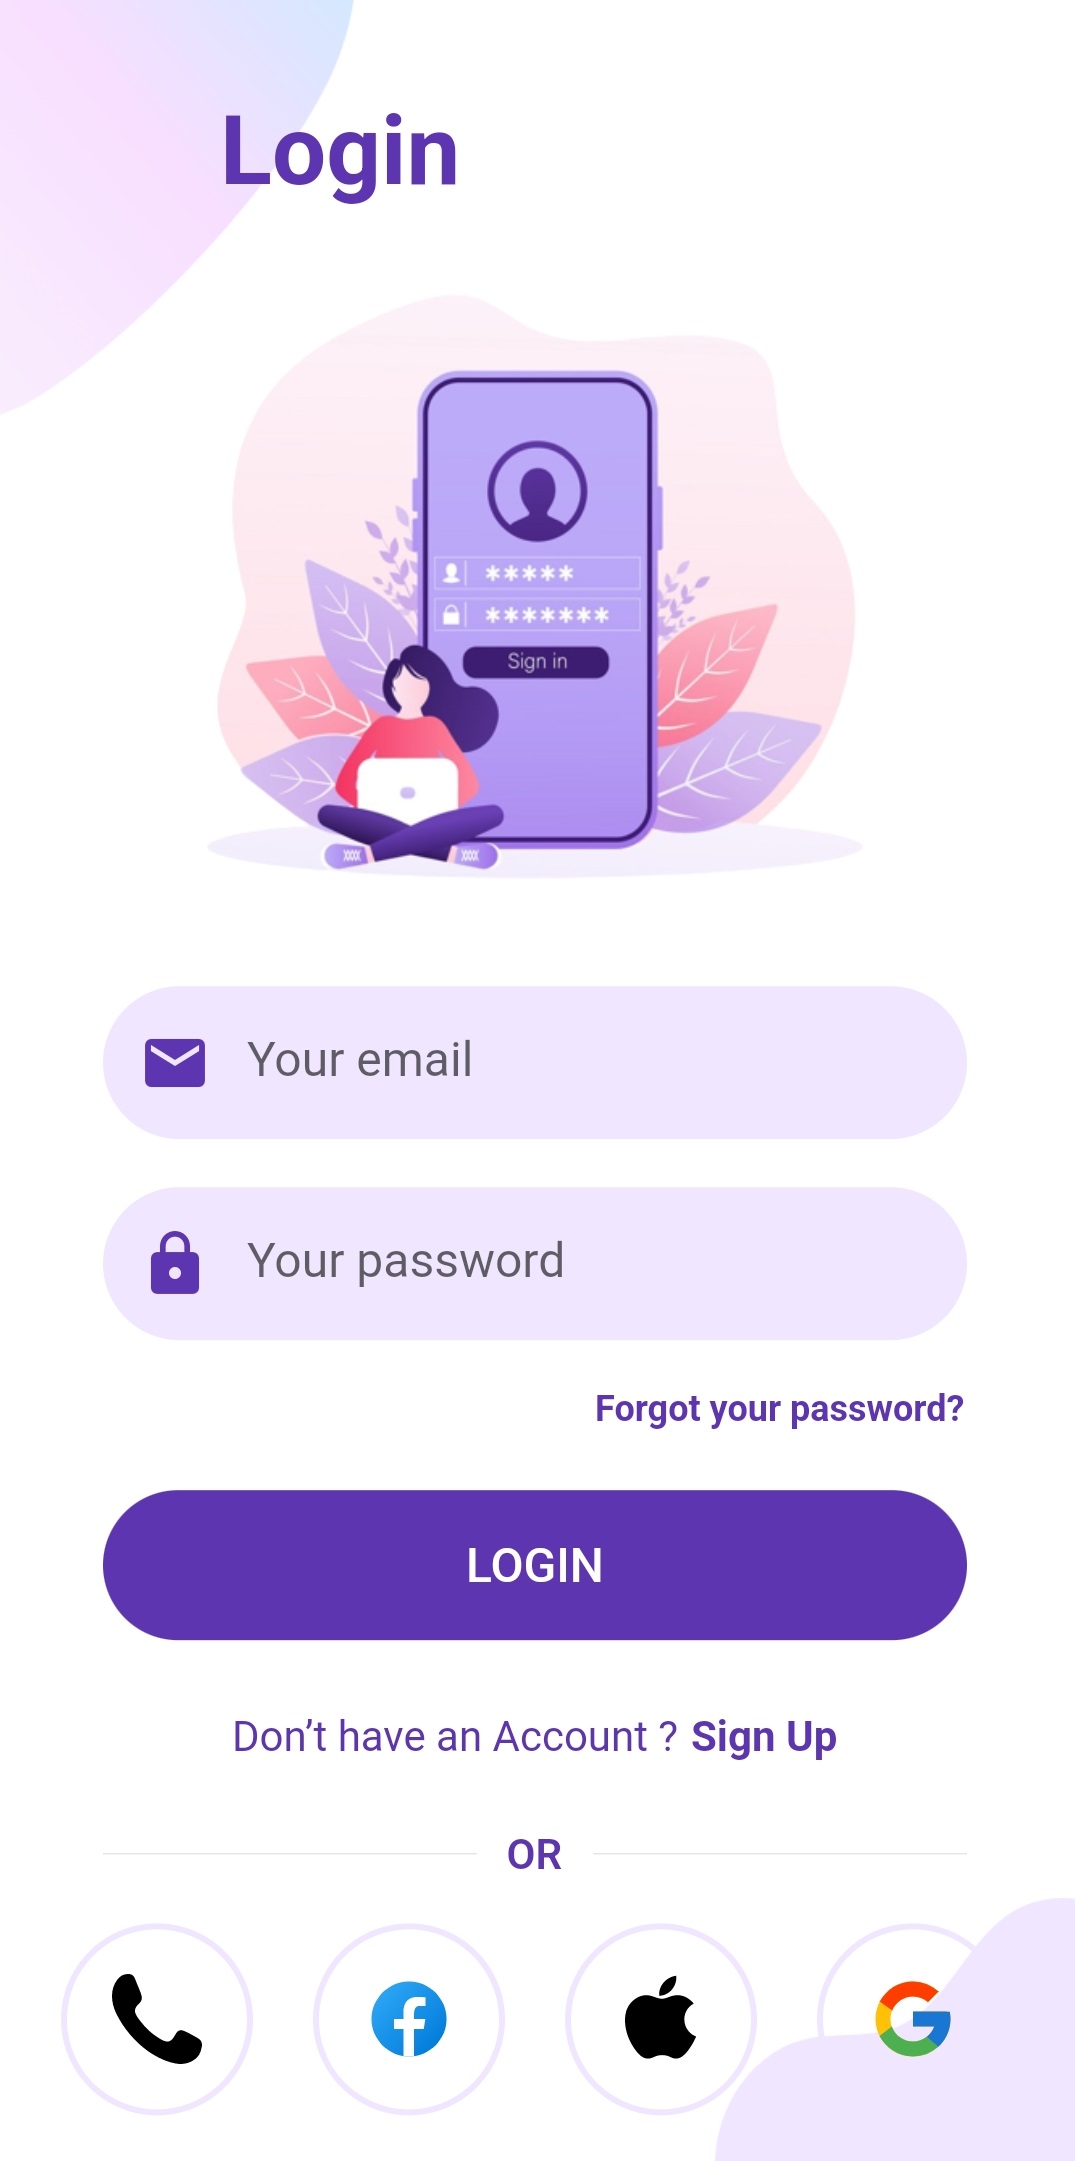 Login
*****
*******
Sign in
Your email
Your password
Forgot your password?
LOGIN
Don’t have an Account ? Sign Up
OR